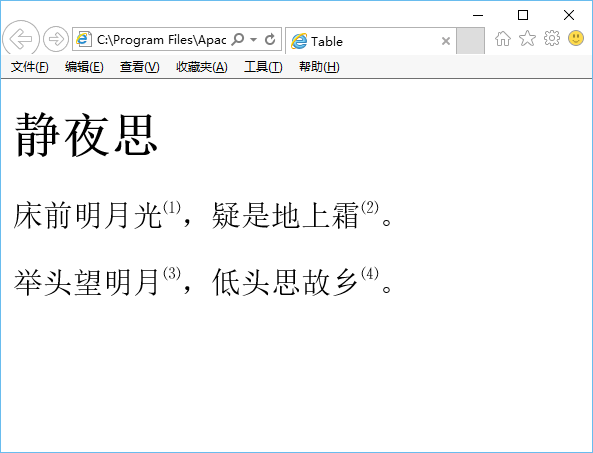 C:\Program Files\Apac
Table
文件(F) 编辑(E) 查看(V) 收藏夹(A) 工具(T) 帮助(H)
静夜思
床前明月光(1)，疑是地上霜(2)。
举头望明月(3)，低头思故乡(4)。